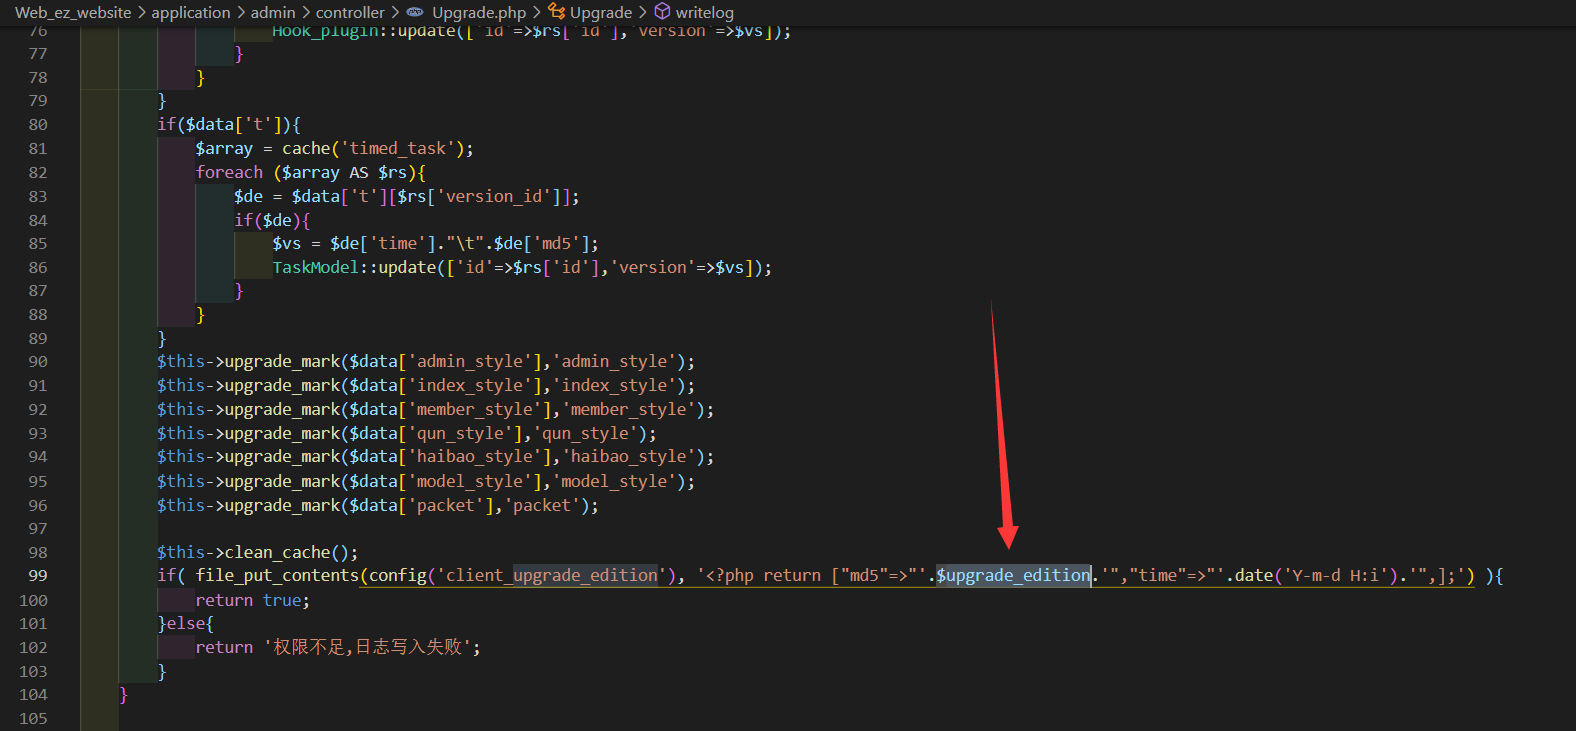 Web_ez_website > application > admin > controller > Upgrade.php > Upgrade > writelog
76 Hook_plugin::update(['id'=>$rs['id'],'version'=>$vs]);
77 }
78 }
79 }
80 if($data['t']){
81 $array = cache('timed_task');
82 foreach ($array AS $rs){
83 $de = $data['t'][$rs['version_id']];
84 if($de){
85 $vs = $de['time']."\t".$de['md5'];
86 TaskModel::update(['id'=>$rs['id'],'version'=>$vs]);
87 }
88 }
89 }
90 $this->upgrade_mark($data['admin_style'],'admin_style');
91 $this->upgrade_mark($data['index_style'],'index_style');
92 $this->upgrade_mark($data['member_style'],'member_style');
93 $this->upgrade_mark($data['qun_style'],'qun_style');
94 $this->upgrade_mark($data['haibao_style'],'haibao_style');
95 $this->upgrade_mark($data['model_style'],'model_style');
96 $this->upgrade_mark($data['packet'],'packet');
97
98 $this->clean_cache();
99 if( file_put_contents(config('client_upgrade_edition'), '<?php return ["md5"=>"'.$upgrade_edition.'","time"=>"'.date('Y-m-d H:i').'",];') ){
100 return true;
101 }else{
102 return '权限不足,日志写入失败';
103 }
104 }
105